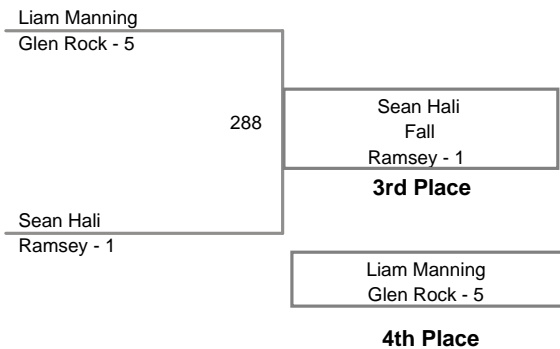 Liam Manning
Glen Rock - 5
288
Sean Hali
Fall
Ramsey - 1
3rd Place
Sean Hali
Ramsey - 1
Liam Manning
Glen Rock - 5
4th Place